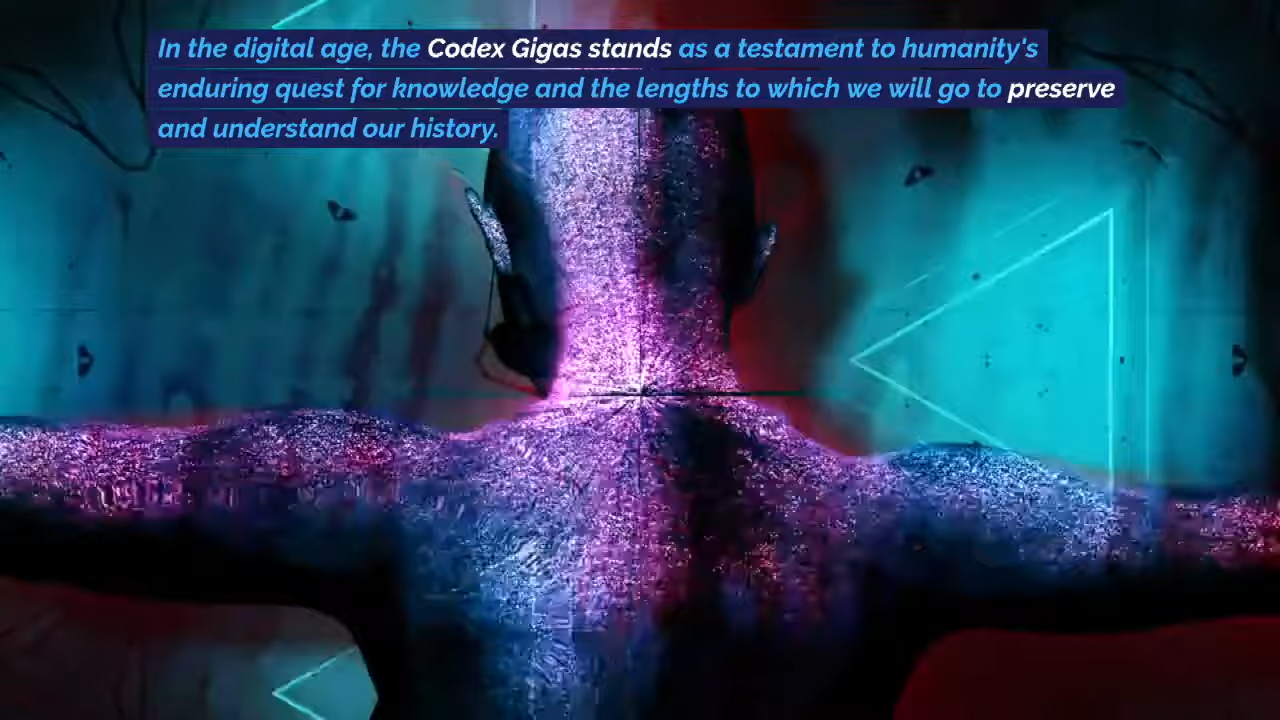 In the digital age, the Codex Gigas stands as a testament to humanity's
enduring quest for knowledge and the lengths to which we will go to preserve
and understand our history.